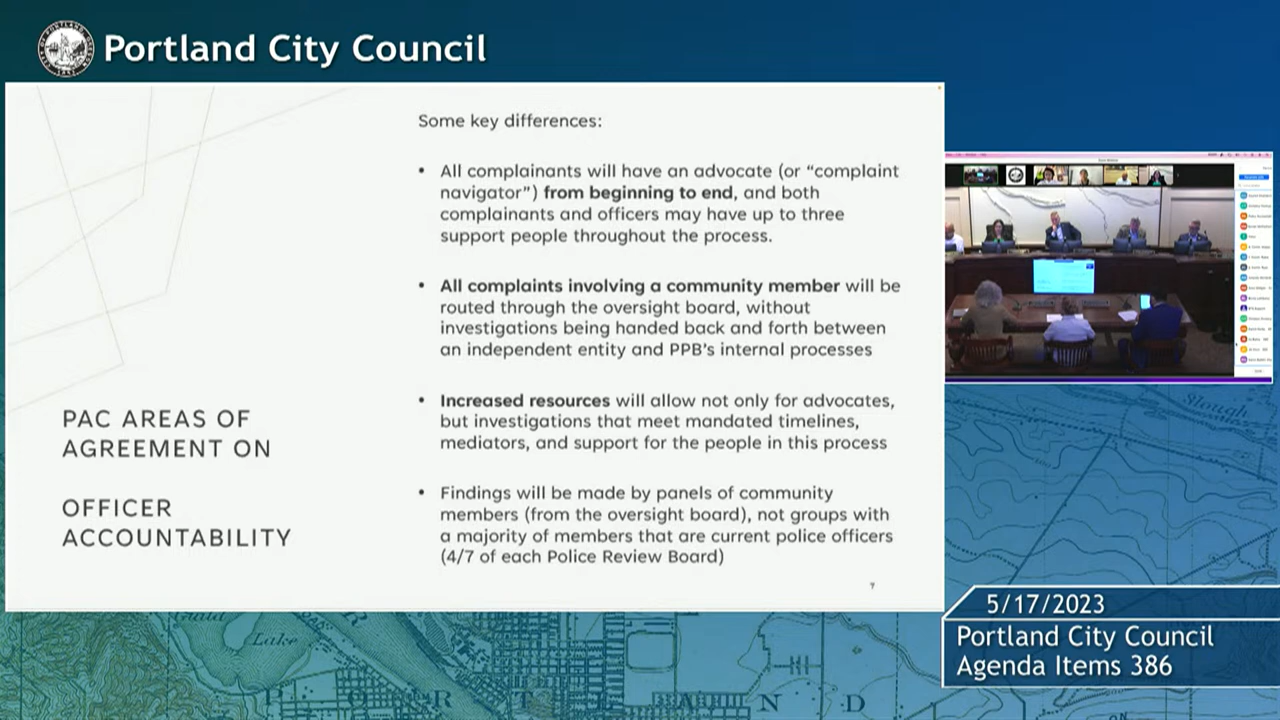 Portland City Council
Some key differences:
• All complainants will have an advocate (or “complaint
navigator”) from beginning to end, and both
complainants and officers may have up to three
support people throughout the process.
• All complaints involving a community member will be
routed through the oversight board, without
investigations being handed back and forth between
an independent entity and PPB’s internal processes
• Increased resources will allow not only for advocates,
but investigations that meet mandated timelines,
mediators, and support for the people in this process
• Findings will be made by panels of community
members (from the oversight board), not groups with
a majority of members that are current police officers
(4/7 of each Police Review Board)
PAC AREAS OF
AGREEMENT ON
OFFICER
ACCOUNTABILITY
7
5/17/2023
Portland City Council
Agenda Items 386
Slough
Guild
Lake
P O R T L A N D